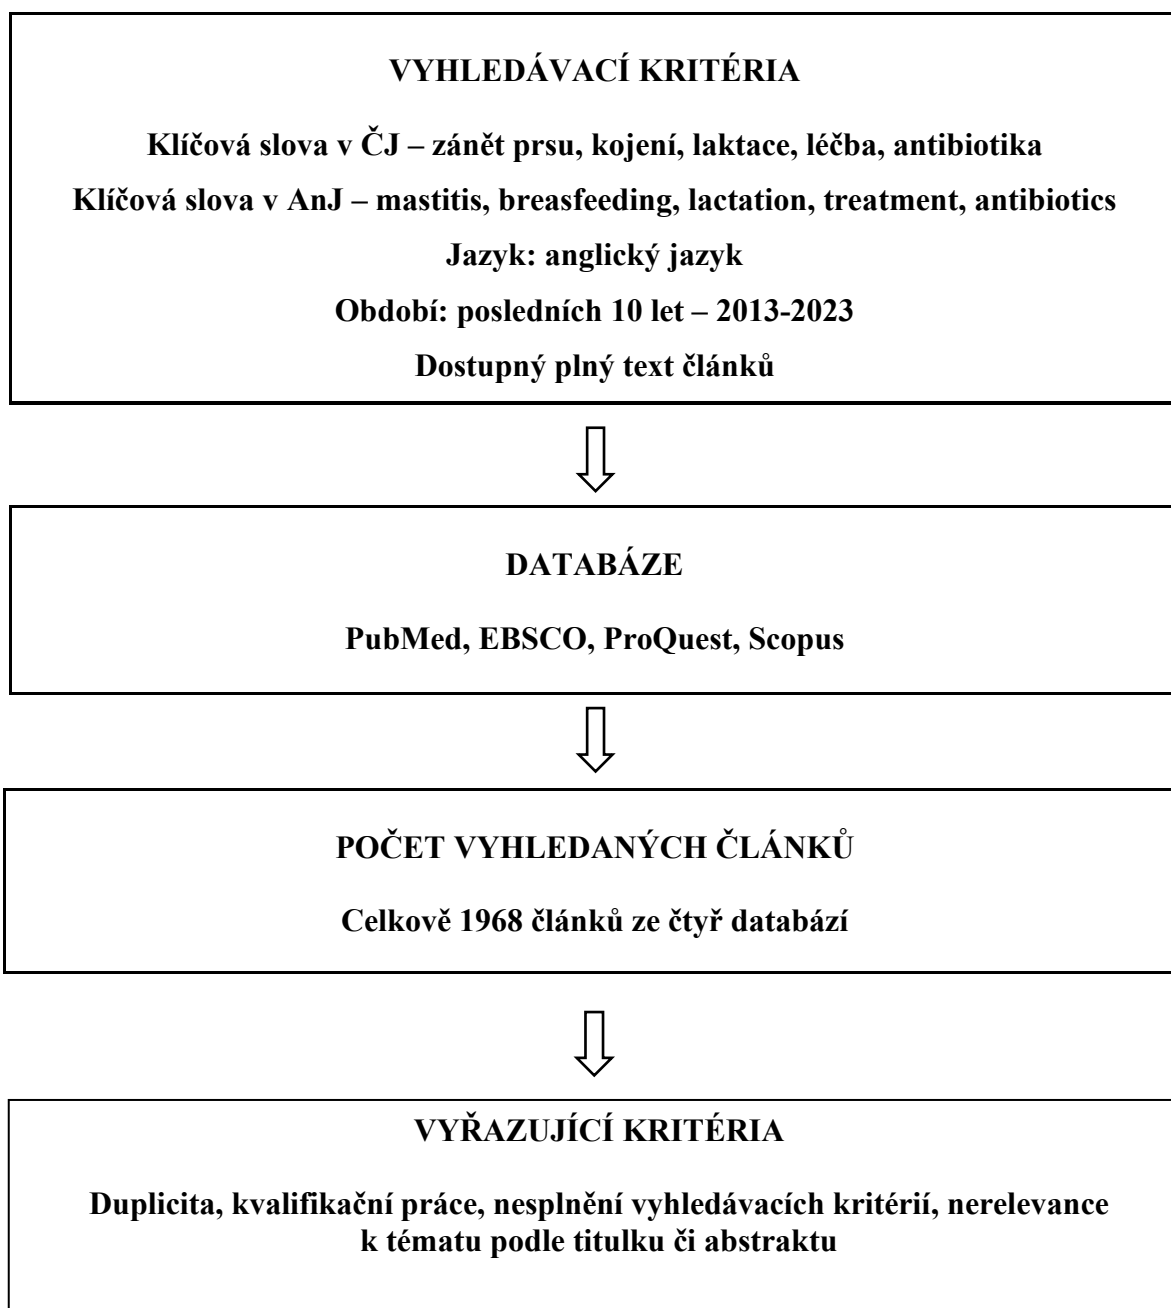 VYHLEDÁVACÍ KRITÉRIA
Klíčová slova v ČJ – zánět prsu, kojení, laktace, léčba, antibiotika
Klíčová slova v AnJ – mastitis, breasfeeding, lactation, treatment, antibiotics
Jazyk: anglický jazyk
Období: posledních 10 let – 2013-2023
Dostupný plný text článků
DATABÁZE
PubMed, EBSCO, ProQuest, Scopus
POČET VYHLEDANÝCH ČLÁNKŮ
Celkově 1968 článků ze čtyř databází
VYŘAZUJÍCÍ KRITÉRIA
Duplicita, kvalifikační práce, nesplnění vyhledávacích kritérií, nerelevance
k tématu podle titulku či abstraktu